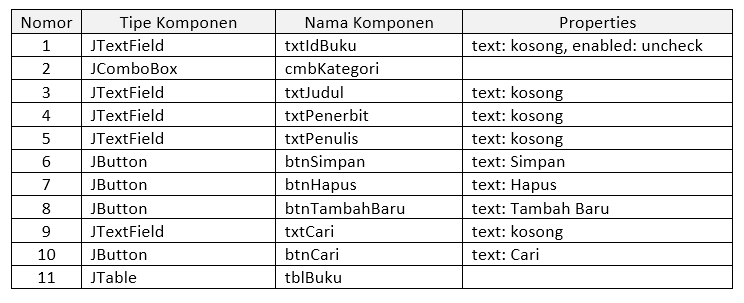 Nomor Tipe Komponen Nama Komponen Properties
1 JTextField txtIdBuku text: kosong, enabled: uncheck
2 JComboBox cmbKategori
3 JTextField txtJudul text: kosong
4 JTextField txtPenerbit text: kosong
5 JTextField txtPenulis text: kosong
6 JButton btnSimpan text: Simpan
7 JButton btnHapus text: Hapus
8 JButton btnTambahBaru text: Tambah Baru
9 JTextField txtCari text: kosong
10 JButton btnCari text: Cari
11 JTable tblBuku